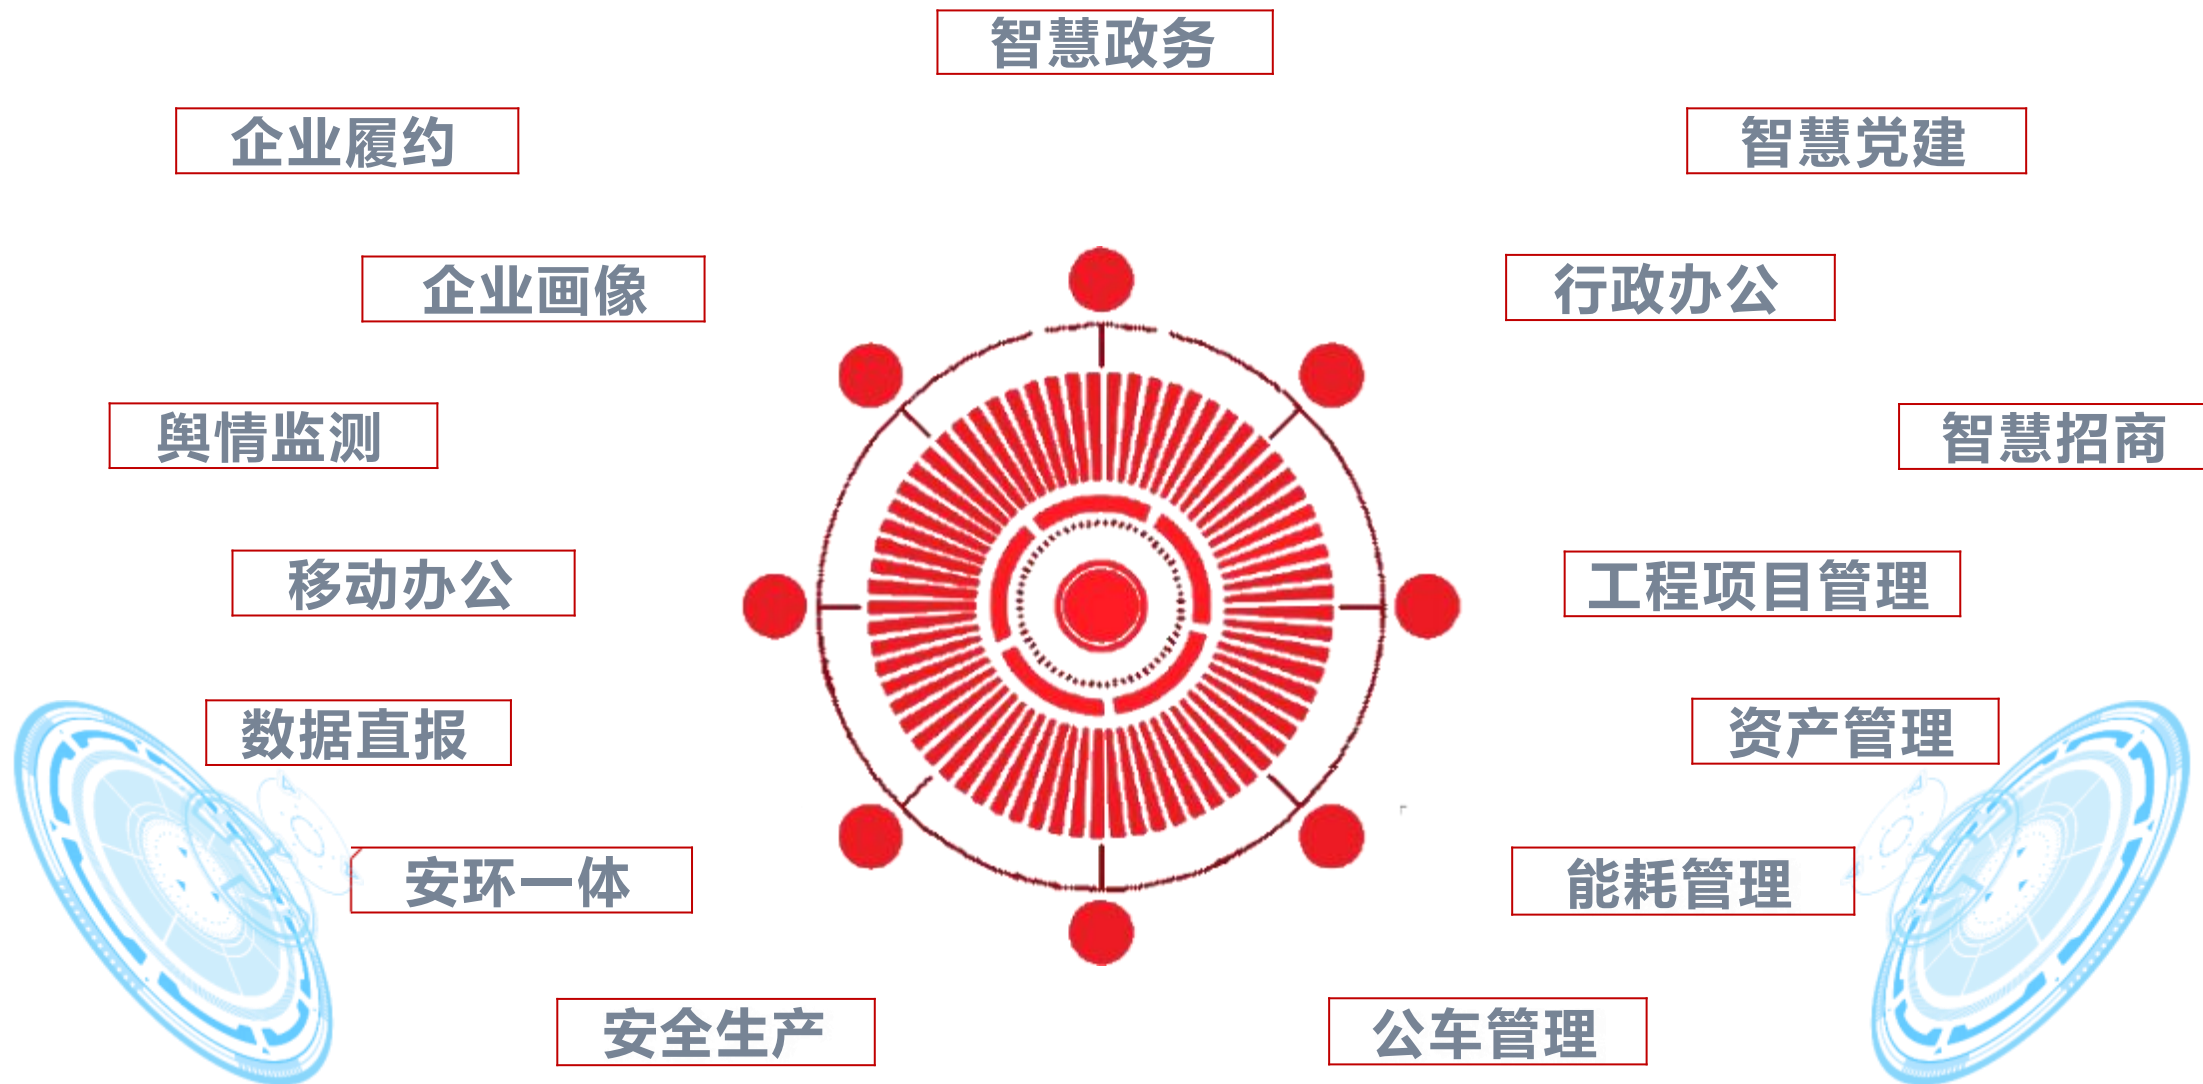 智慧政务
企业履约
智慧党建
企业画像
行政办公
舆情监测
智慧招商
移动办公
工程项目管理
数据直报
资产管理
安环一体
能耗管理
安全生产
公车管理